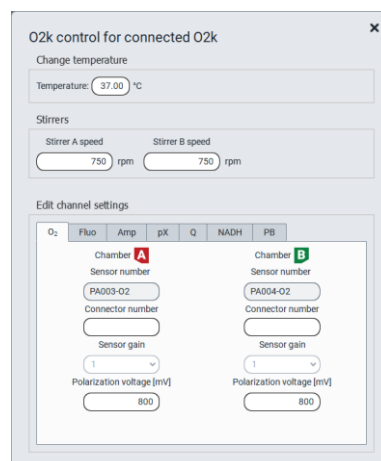 O2k control for connected O2k
Change temperature
Temperature: 37.00 °C
Stirrers
Stirrer A speed Stirrer B speed
750 rpm 750 rpm
Edit channel settings
O₂ Fluo Amp pX Q NADH PB
Chamber A Chamber B
Sensor number Sensor number
PA003-O2 PA004-O2
Connector number Connector number
Sensor gain Sensor gain
1 1
Polarization voltage [mV] Polarization voltage [mV]
800 800